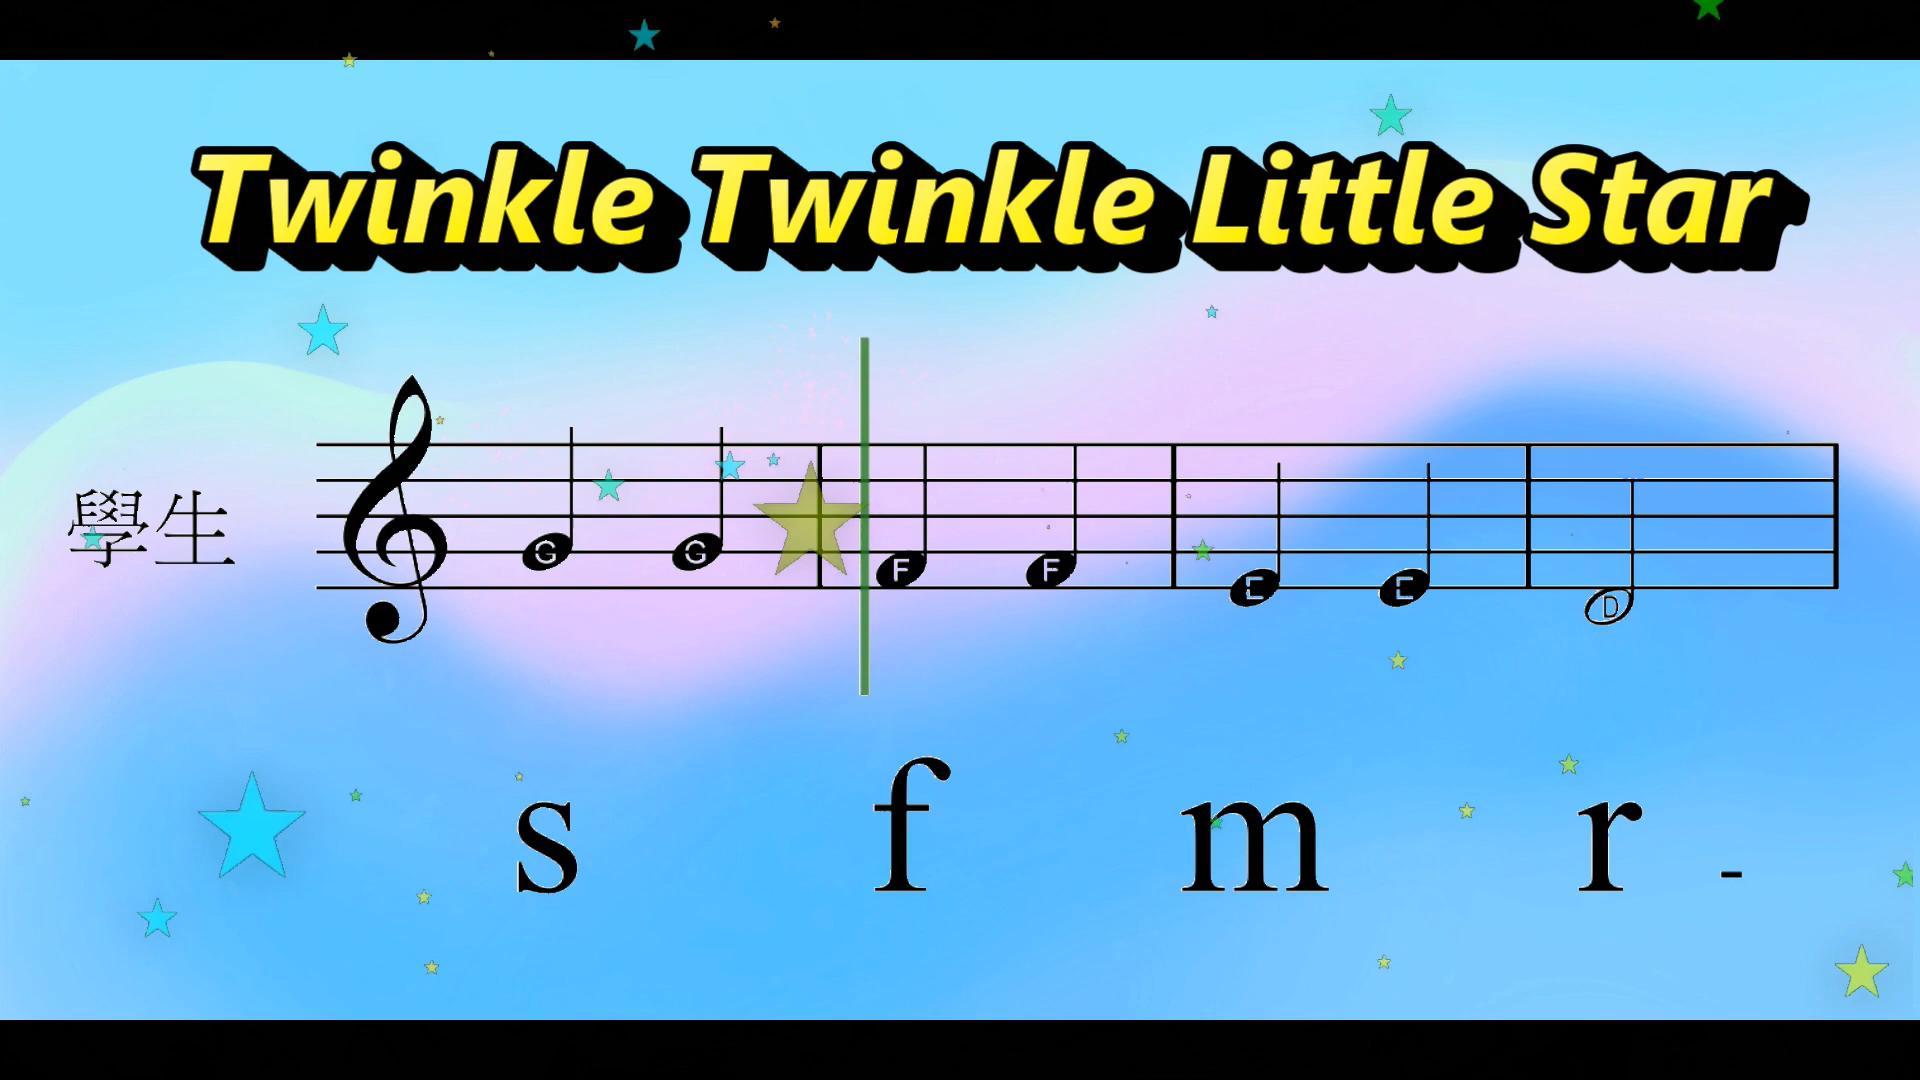 Twinkle Twinkle Little Star
學生
G G F F E E D
s f m r -